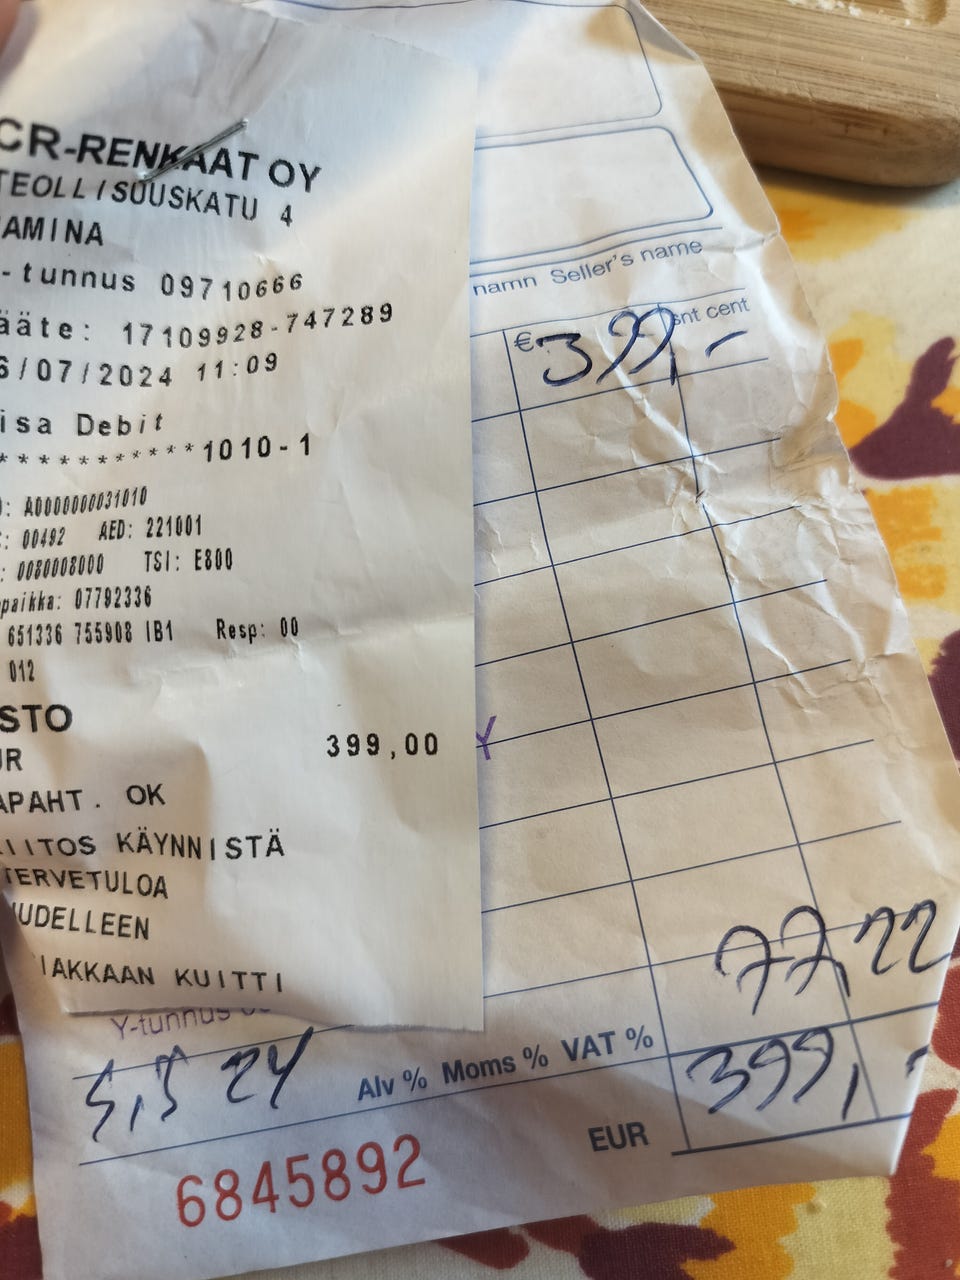 CR-RENKAAT OY
TEOLLISUUSKATU 4
AMINA
-tunnus 09710666
ääte: 17109928-747289
6/07/2024 11:09
isa Debit
**********1010-1
: A0000000031010
: 00492 AED: 221001
: 0080008000 TSI: E800
paikka: 07792336
651336 755908 IB1 Resp: 00
012
STO
UR 399,00
APAHT. OK
IITOS KÄYNNISTÄ
TERVETULOA
UDELLEEN
IAKKAAN KUITTI
namn Seller's name
€ snt cent
399,-
Y
77,22
Y-tunnus
Alv % Moms % VAT %
EUR 399,-
6845892